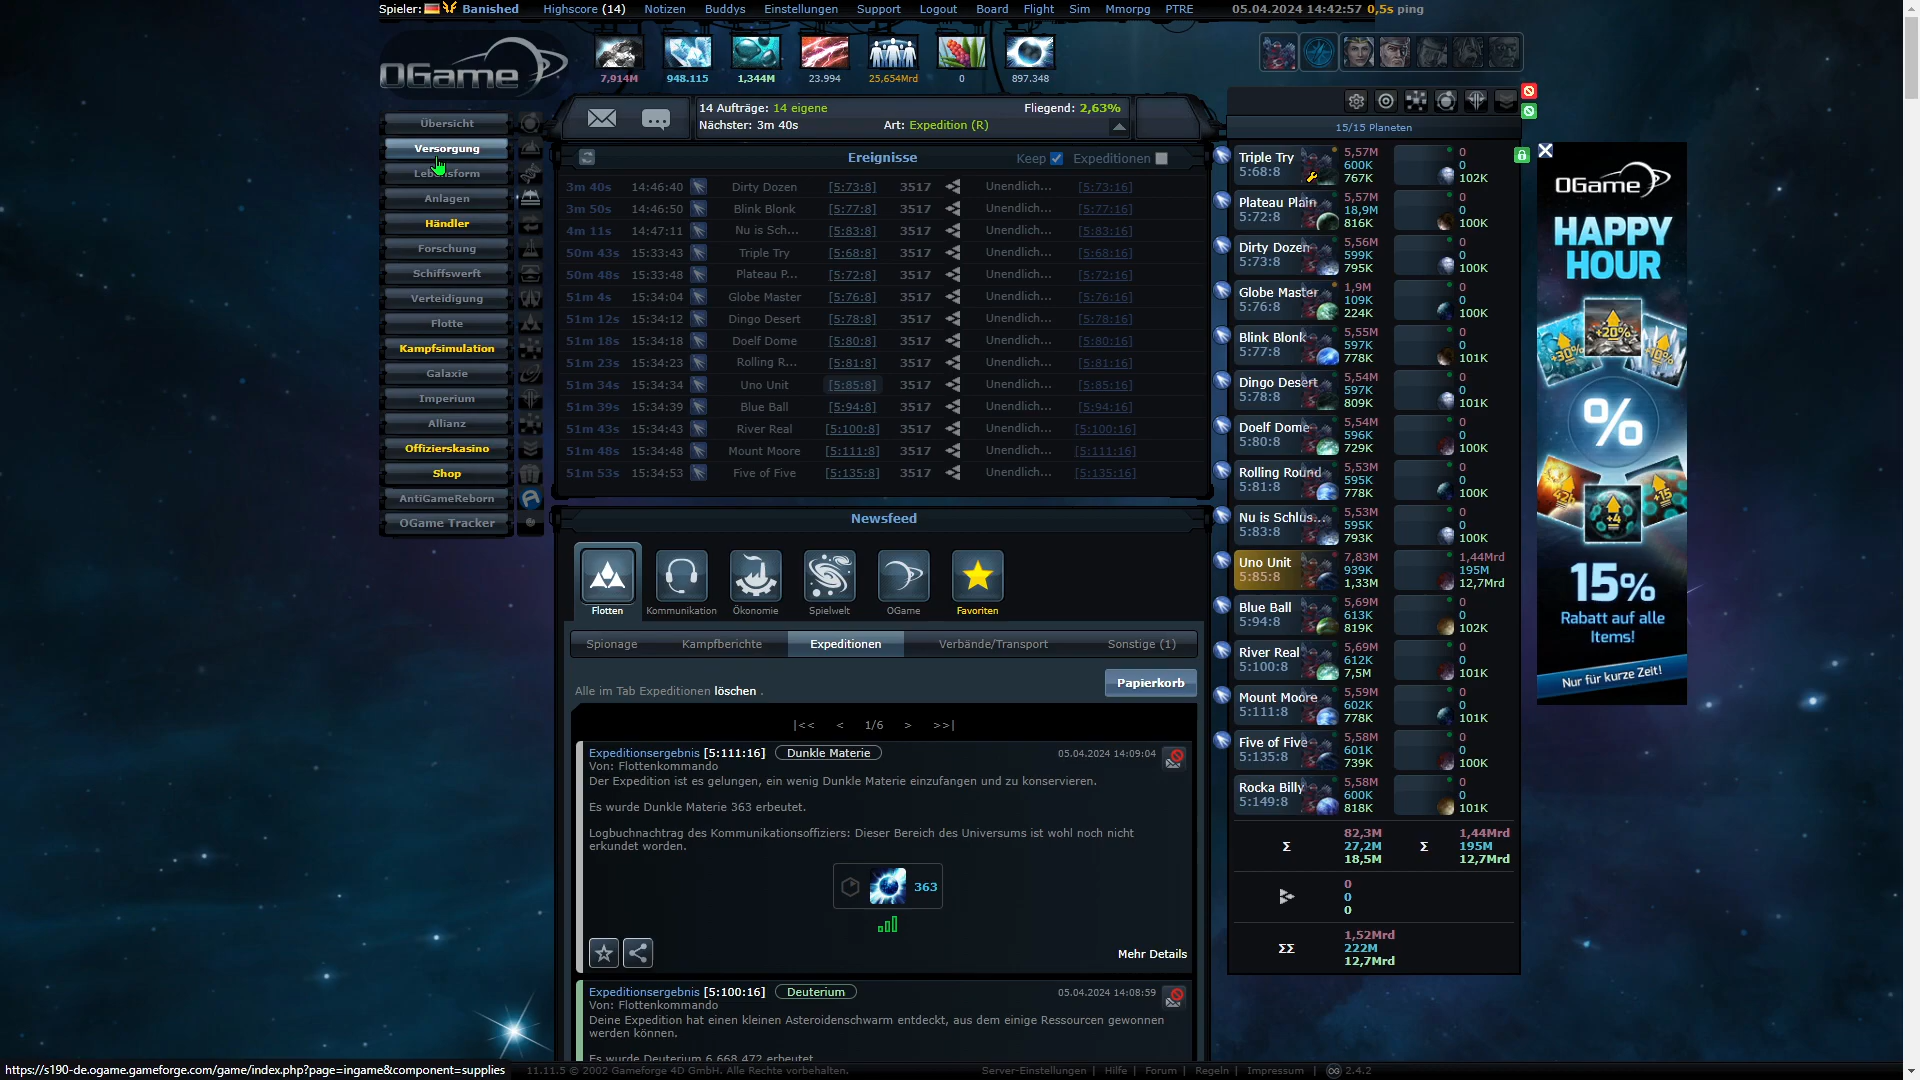 Spieler: Banished Highscore (14) Notizen Buddys Einstellungen Support Logout Board Flight Sim Mmorpg PTRE 05.04.2024 14:42:57 0,5s ping
OGame
7,914M 948.115 1,344M 23.994 25,654Mrd 0 897.348
14 Aufträge: 14 eigene Fliegend: 2,63%
Nächster: 3m 40s Art: Expedition (R)
Übersicht
Versorgung
Lebensform
Anlagen
Händler
Forschung
Schiffswerft
Verteidigung
Flotte
Kampfsimulation
Galaxie
Imperium
Allianz
Offizierskasino
Shop
AntiGameReborn
OGame Tracker
Ereignisse Keep Expeditionen
3m 40s 14:46:40 Dirty Dozen [5:73:8] 3517 Unendlich... [5:73:16]
3m 50s 14:46:50 Blink Blonk [5:77:8] 3517 Unendlich... [5:77:16]
4m 11s 14:47:11 Nu is Sch... [5:83:8] 3517 Unendlich... [5:83:16]
50m 43s 15:33:43 Triple Try [5:68:8] 3517 Unendlich... [5:68:16]
50m 48s 15:33:48 Plateau P... [5:72:8] 3517 Unendlich... [5:72:16]
51m 4s 15:34:04 Globe Master [5:76:8] 3517 Unendlich... [5:76:16]
51m 12s 15:34:12 Dingo Desert [5:78:8] 3517 Unendlich... [5:78:16]
51m 18s 15:34:18 Doelf Dome [5:80:8] 3517 Unendlich... [5:80:16]
51m 23s 15:34:23 Rolling R... [5:81:8] 3517 Unendlich... [5:81:16]
51m 34s 15:34:34 Uno Unit [5:85:8] 3517 Unendlich... [5:85:16]
51m 39s 15:34:39 Blue Ball [5:94:8] 3517 Unendlich... [5:94:16]
51m 43s 15:34:43 River Real [5:100:8] 3517 Unendlich... [5:100:16]
51m 48s 15:34:48 Mount Moore [5:111:8] 3517 Unendlich... [5:111:16]
51m 53s 15:34:53 Five of Five [5:135:8] 3517 Unendlich... [5:135:16]
Newsfeed
Flotten Kommunikation Ökonomie Spielwelt OGame Favoriten
Spionage Kampfberichte Expeditionen Verbände/Transport Sonstige (1)
Papierkorb
Alle im Tab Expeditionen löschen .
|<< < 1/6 > >>|
Expeditionsergebnis [5:111:16] Dunkle Materie 05.04.2024 14:09:04
Von: Flottenkommando
Der Expedition ist es gelungen, ein wenig Dunkle Materie einzufangen und zu konservieren.
Es wurde Dunkle Materie 363 erbeutet.
Logbuchnachtrag des Kommunikationsoffiziers: Dieser Bereich des Universums ist wohl noch nicht
erkundet worden.
363
Mehr Details
Expeditionsergebnis [5:100:16] Deuterium 05.04.2024 14:08:59
Von: Flottenkommando
Deine Expedition hat einen kleinen Asteroidenschwarm entdeckt, aus dem einige Ressourcen gewonnen
werden können.
Es wurde Deuterium 6.668.472 erbeutet.
15/15 Planeten
Triple Try 5:68:8 5,57M 600K 767K 0 0 102K
Plateau Plain 5:72:8 5,57M 18,9M 816K 0 0 100K
Dirty Dozen 5:73:8 5,56M 599K 795K 0 0 100K
Globe Master 5:76:8 1,9M 109K 224K 0 0 100K
Blink Blonk 5:77:8 5,55M 597K 778K 0 0 101K
Dingo Desert 5:78:8 5,54M 597K 809K 0 0 101K
Doelf Dome 5:80:8 5,54M 596K 729K 0 0 100K
Rolling Round 5:81:8 5,53M 595K 778K 0 0 100K
Nu is Schlus... 5:83:8 5,53M 595K 793K 0 0 100K
Uno Unit 5:85:8 7,83M 939K 1,33M 1,44Mrd 195M 12,7Mrd
Blue Ball 5:94:8 5,69M 613K 819K 0 0 102K
River Real 5:100:8 5,69M 612K 7,5M 0 0 101K
Mount Moore 5:111:8 5,59M 602K 778K 0 0 101K
Five of Five 5:135:8 5,58M 601K 739K 0 0 100K
Rocka Billy 5:149:8 5,58M 600K 818K 0 0 101K
Σ 82,3M 27,2M 18,5M Σ 1,44Mrd 195M 12,7Mrd
0 0 0
ΣΣ 1,52Mrd 222M 12,7Mrd
OGame
HAPPY
HOUR
+30% +20% +10%
%
+4 +15
15%
Rabatt auf alle
Items!
Nur für kurze Zeit!
https://s190-de.ogame.gameforge.com/game/index.php?page=ingame&component=supplies
11.11.5 © 2002 Gameforge 4D GmbH. Alle Rechte vorbehalten. Server-Einstellungen | Hilfe | Forum | Regeln | Impressum | OG 2.4.2